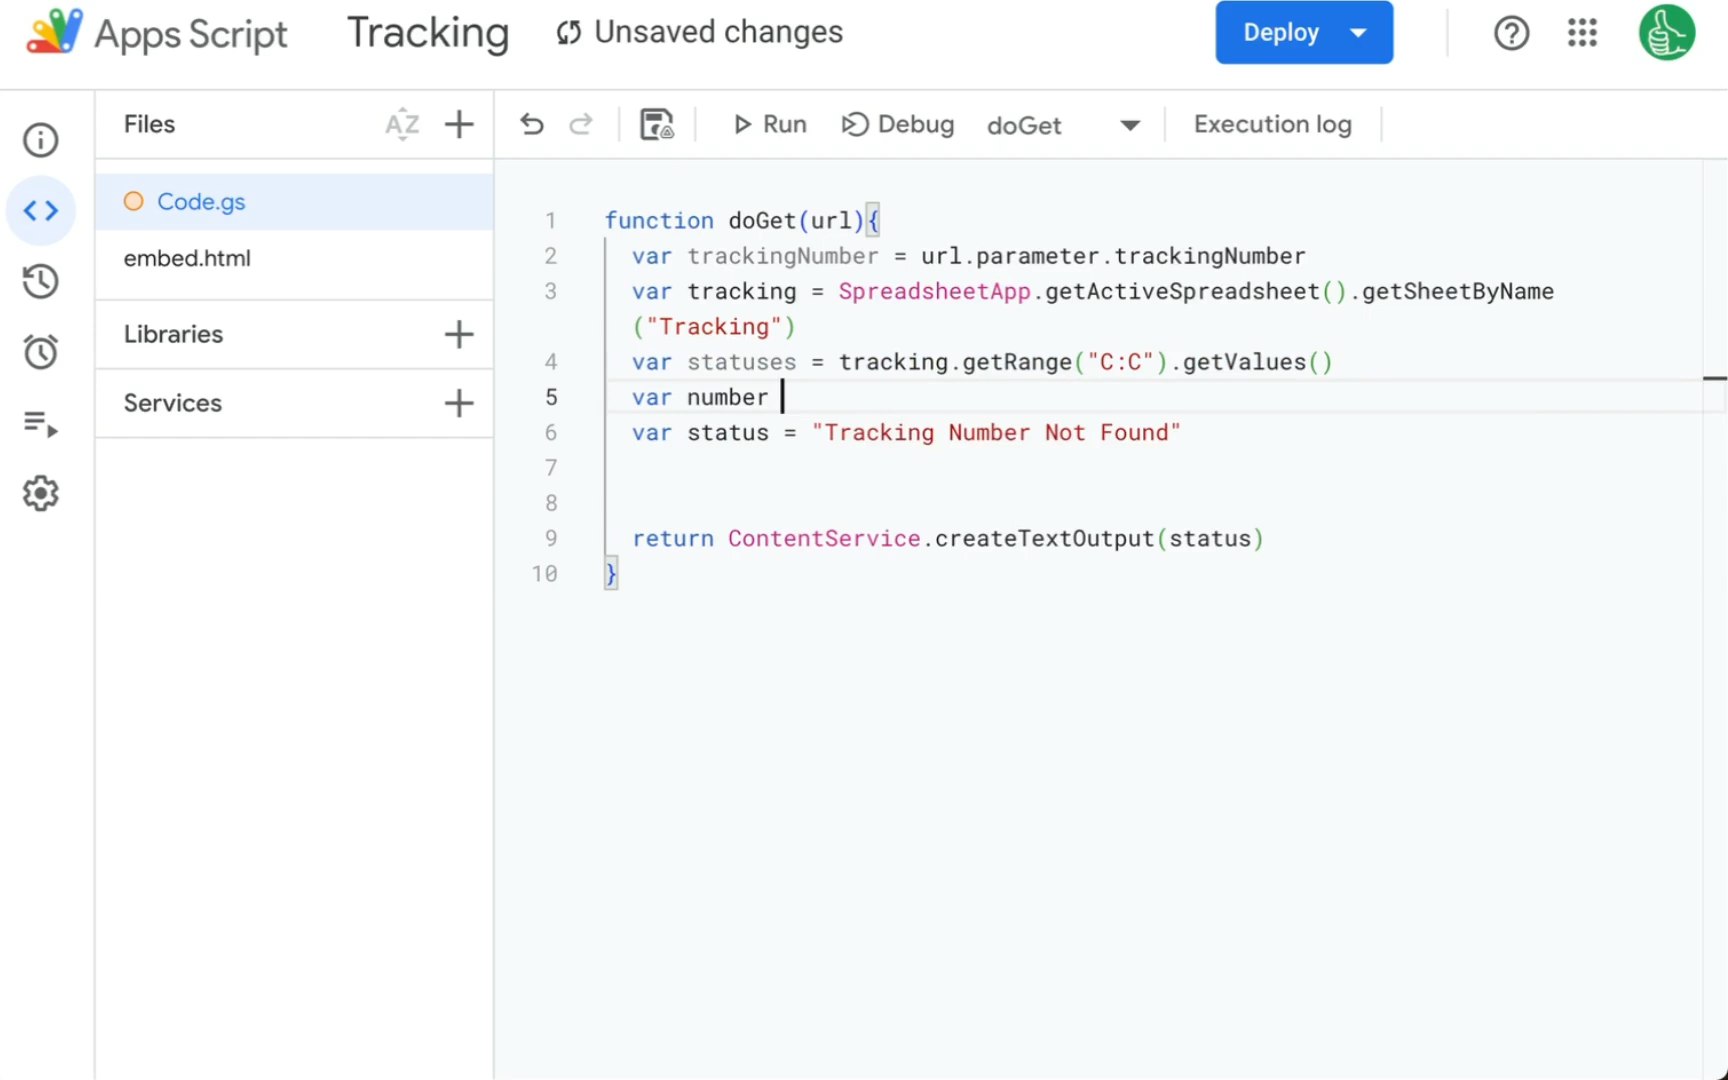 Apps Script Tracking Unsaved changes Deploy
Files AZ Run Debug doGet Execution log
Code.gs
embed.html
Libraries
Services
1 function doGet(url){
2 var trackingNumber = url.parameter.trackingNumber
3 var tracking = SpreadsheetApp.getActiveSpreadsheet().getSheetByName
("Tracking")
4 var statuses = tracking.getRange("C:C").getValues()
5 var number
6 var status = "Tracking Number Not Found"
7
8
9 return ContentService.createTextOutput(status)
10 }